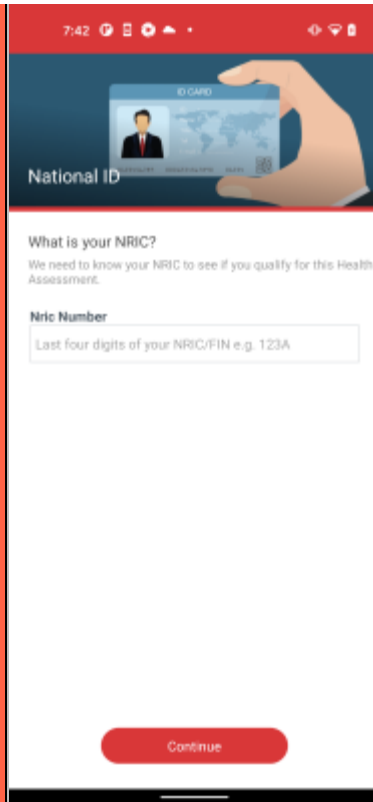 7:42
ID CARD
National ID
What is your NRIC?
We need to know your NRIC to see if you qualify for this Health
Assessment.
Nric Number
Last four digits of your NRIC/FIN e.g. 123A
Continue